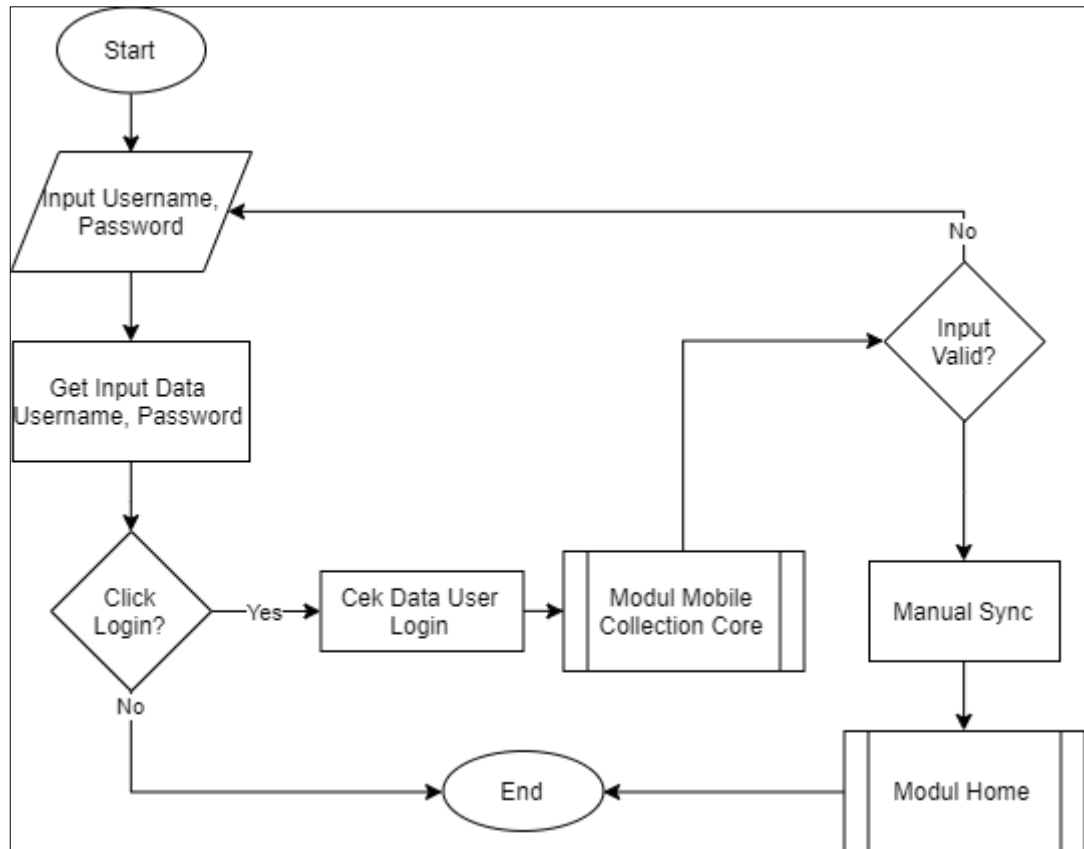 Start
Input Username,
Password
No
Input
Valid?
Get Input Data
Username, Password
Click
Login?
Yes
Cek Data User
Login
Modul Mobile
Collection Core
Manual Sync
No
End
Modul Home